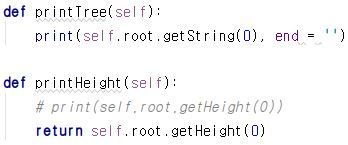 def printTree(self):
    print(self.root.getString(0), end = '')
def printHeight(self):
    # print(self.root.getHeight(0))
    return self.root.getHeight(0)